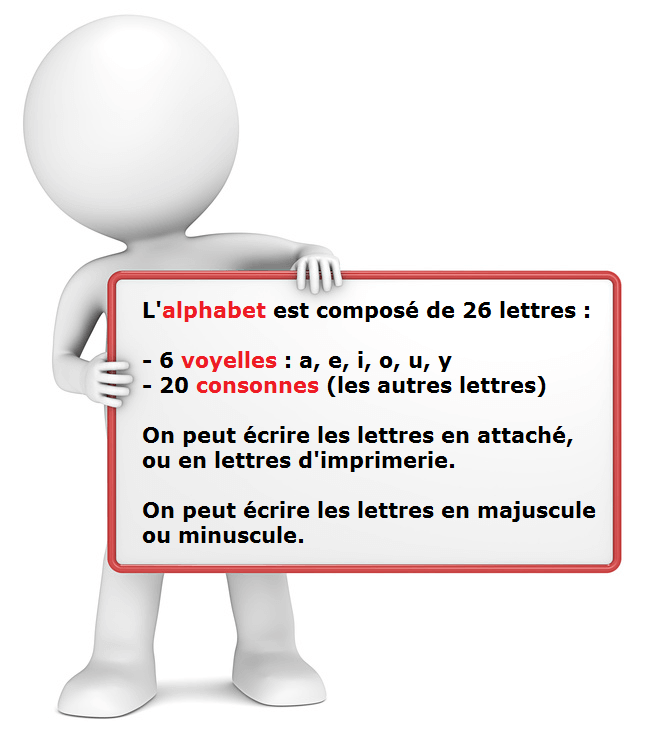 L'alphabet est composé de 26 lettres :
- 6 voyelles : a, e, i, o, u, y
- 20 consonnes (les autres lettres)
On peut écrire les lettres en attaché,
ou en lettres d'imprimerie.
On peut écrire les lettres en majuscule
ou minuscule.